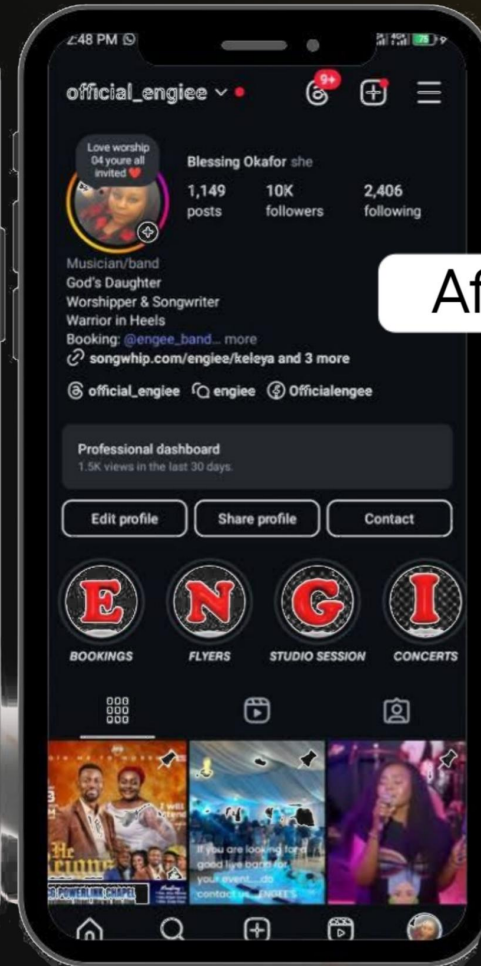 2:48 PM
75
official_engiee
9+
Love worship
04 youre all
invited ❤️
Blessing Okafor she
1,149 10K 2,406
posts followers following
Af
Musician/band
God's Daughter
Worshipper & Songwriter
Warrior in Heels
Booking: @engee_band... more
songwhip.com/engiee/keleya and 3 more
official_engiee engiee Officialengee
Professional dashboard
1.5K views in the last 30 days.
Edit profile Share profile Contact
E N G I
BOOKINGS FLYERS STUDIO SESSION CONCERTS
I will
He
Reigns
If you are looking for a
good live band for
your event....do
contact us...ENGEE'S
POWERLINK CHAPEL